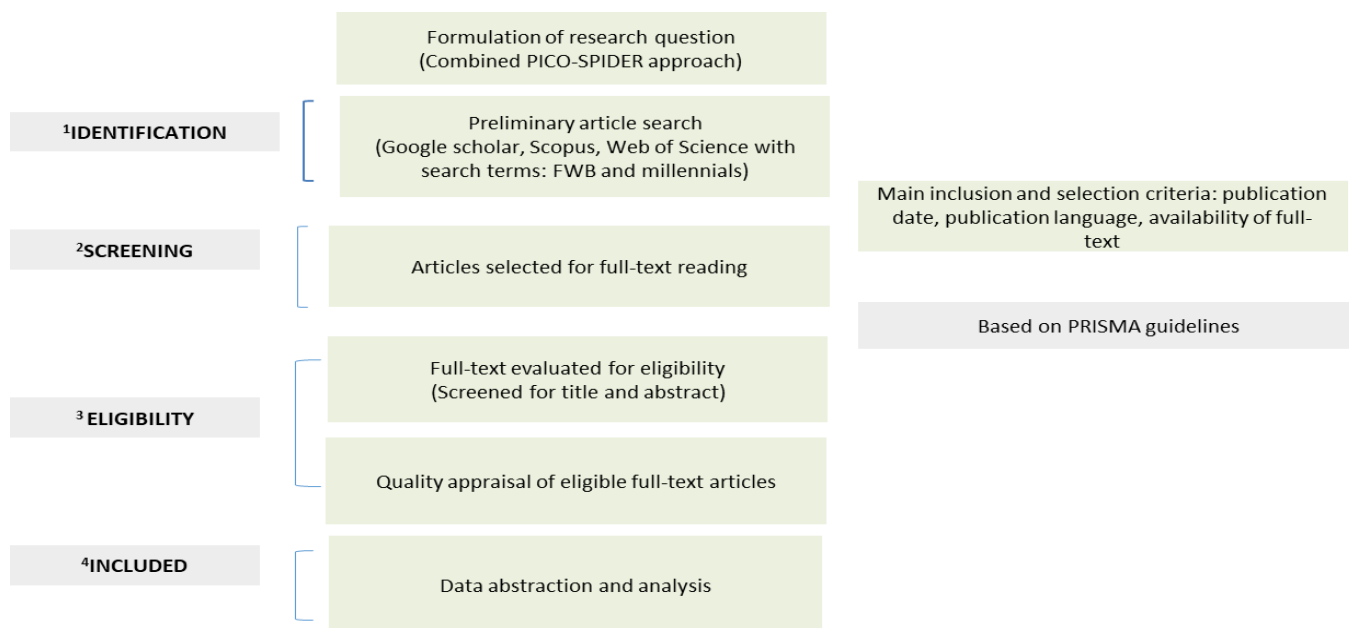 Formulation of research question
(Combined PICO-SPIDER approach)
¹IDENTIFICATION
Preliminary article search
(Google scholar, Scopus, Web of Science with
search terms: FWB and millennials)
Main inclusion and selection criteria: publication
date, publication language, availability of full-
text
²SCREENING
Articles selected for full-text reading
Based on PRISMA guidelines
³ ELIGIBILITY
Full-text evaluated for eligibility
(Screened for title and abstract)
Quality appraisal of eligible full-text articles
⁴INCLUDED
Data abstraction and analysis